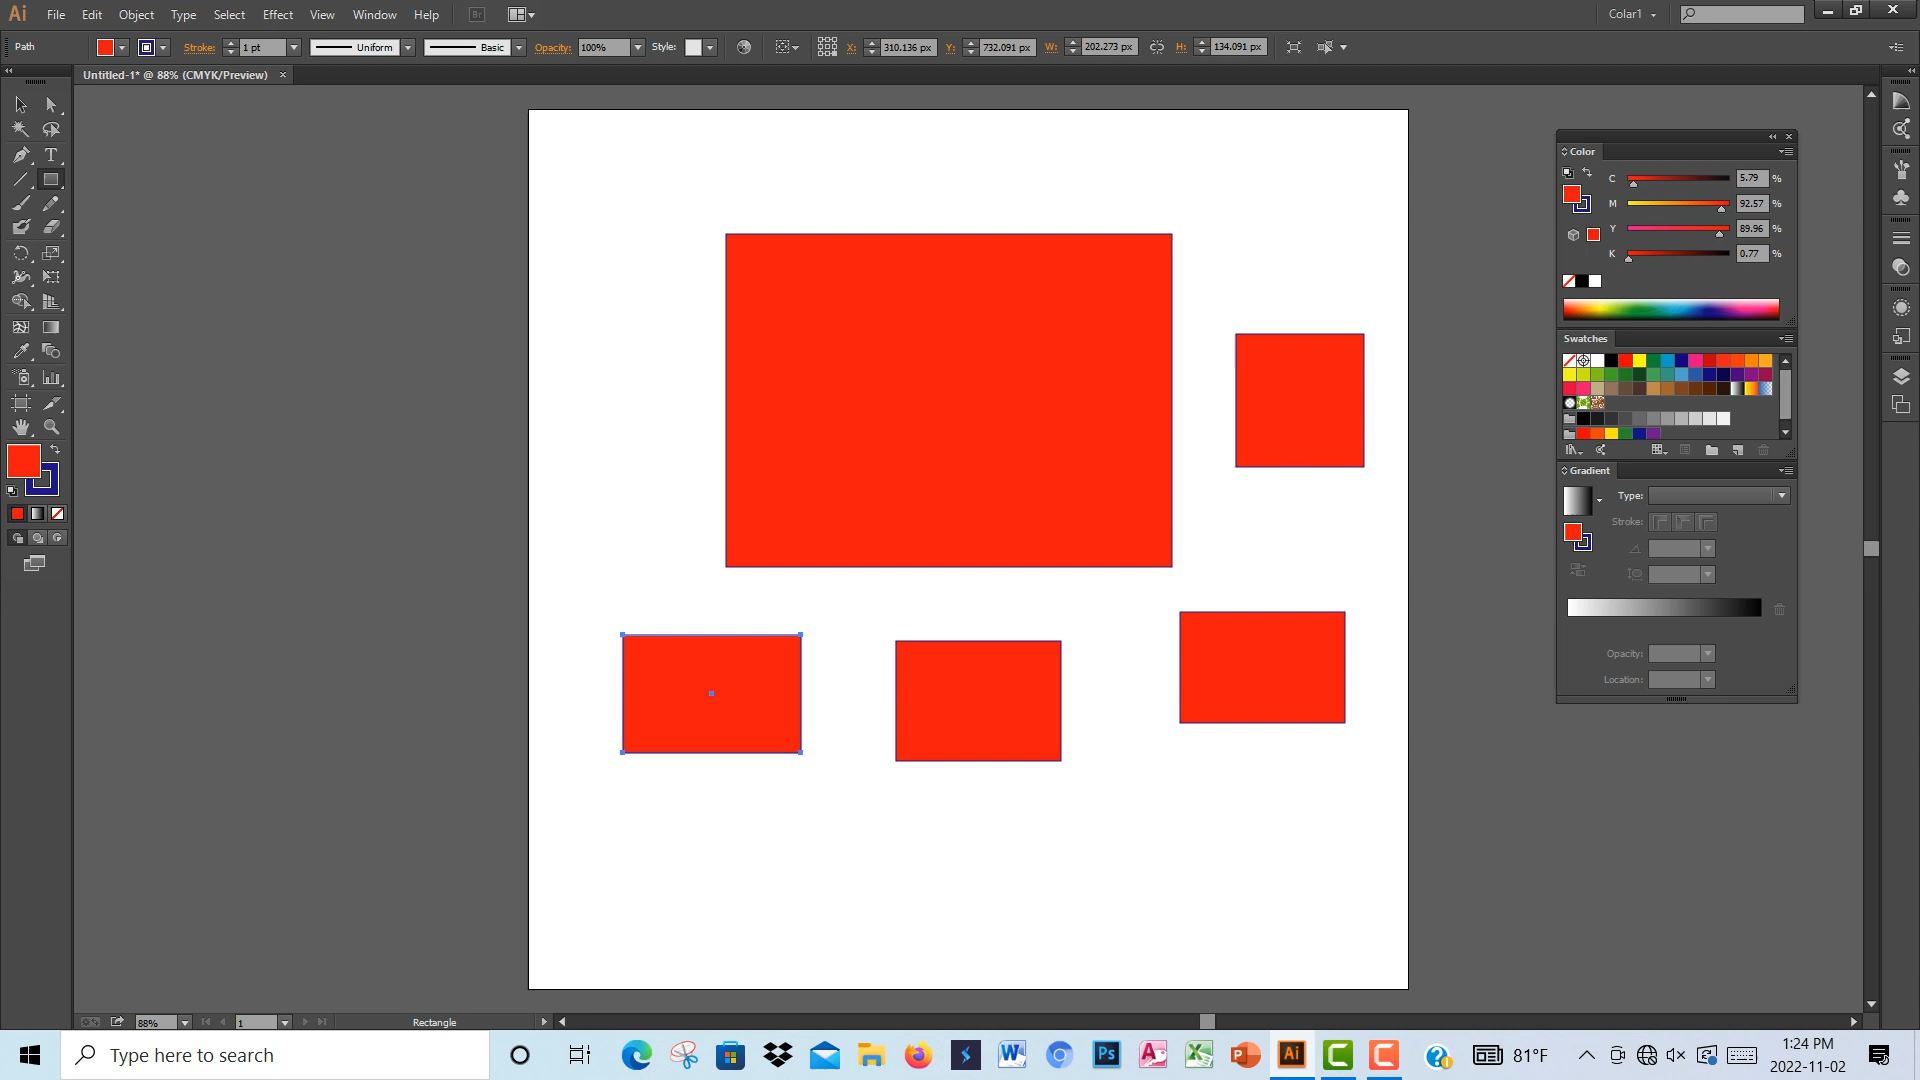 Ai File Edit Object Type Select Effect View Window Help Br Colar1
Path Stroke: 1 pt Uniform Basic Opacity: 100% Style: X: 310.136 px Y: 732.091 px W: 202.273 px H: 134.091 px
Untitled-1* @ 88% (CMYK/Preview)
Color
C 5.79 %
M 92.57 %
Y 89.96 %
K 0.77 %
Swatches
Gradient
Type:
Stroke:
Opacity:
Location:
88% 1 Rectangle
Type here to search
Ps
Ai
81°F
1:24 PM
2022-11-02